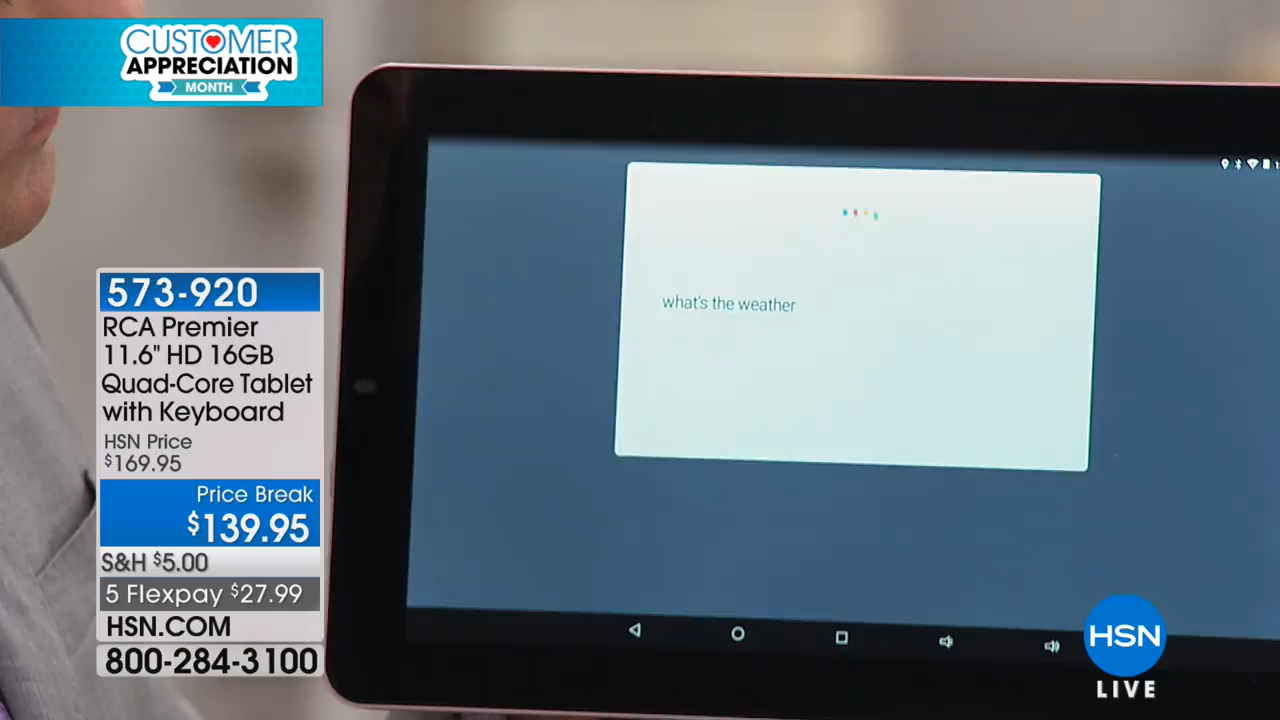 CUSTOMER
APPRECIATION
MONTH
573-920
RCA Premier
11.6" HD 16GB
Quad-Core Tablet
with Keyboard
HSN Price
$169.95
Price Break
$139.95
S&H $5.00
5 Flexpay $27.99
HSN.COM
800-284-3100
what's the weather
HSN
LIVE